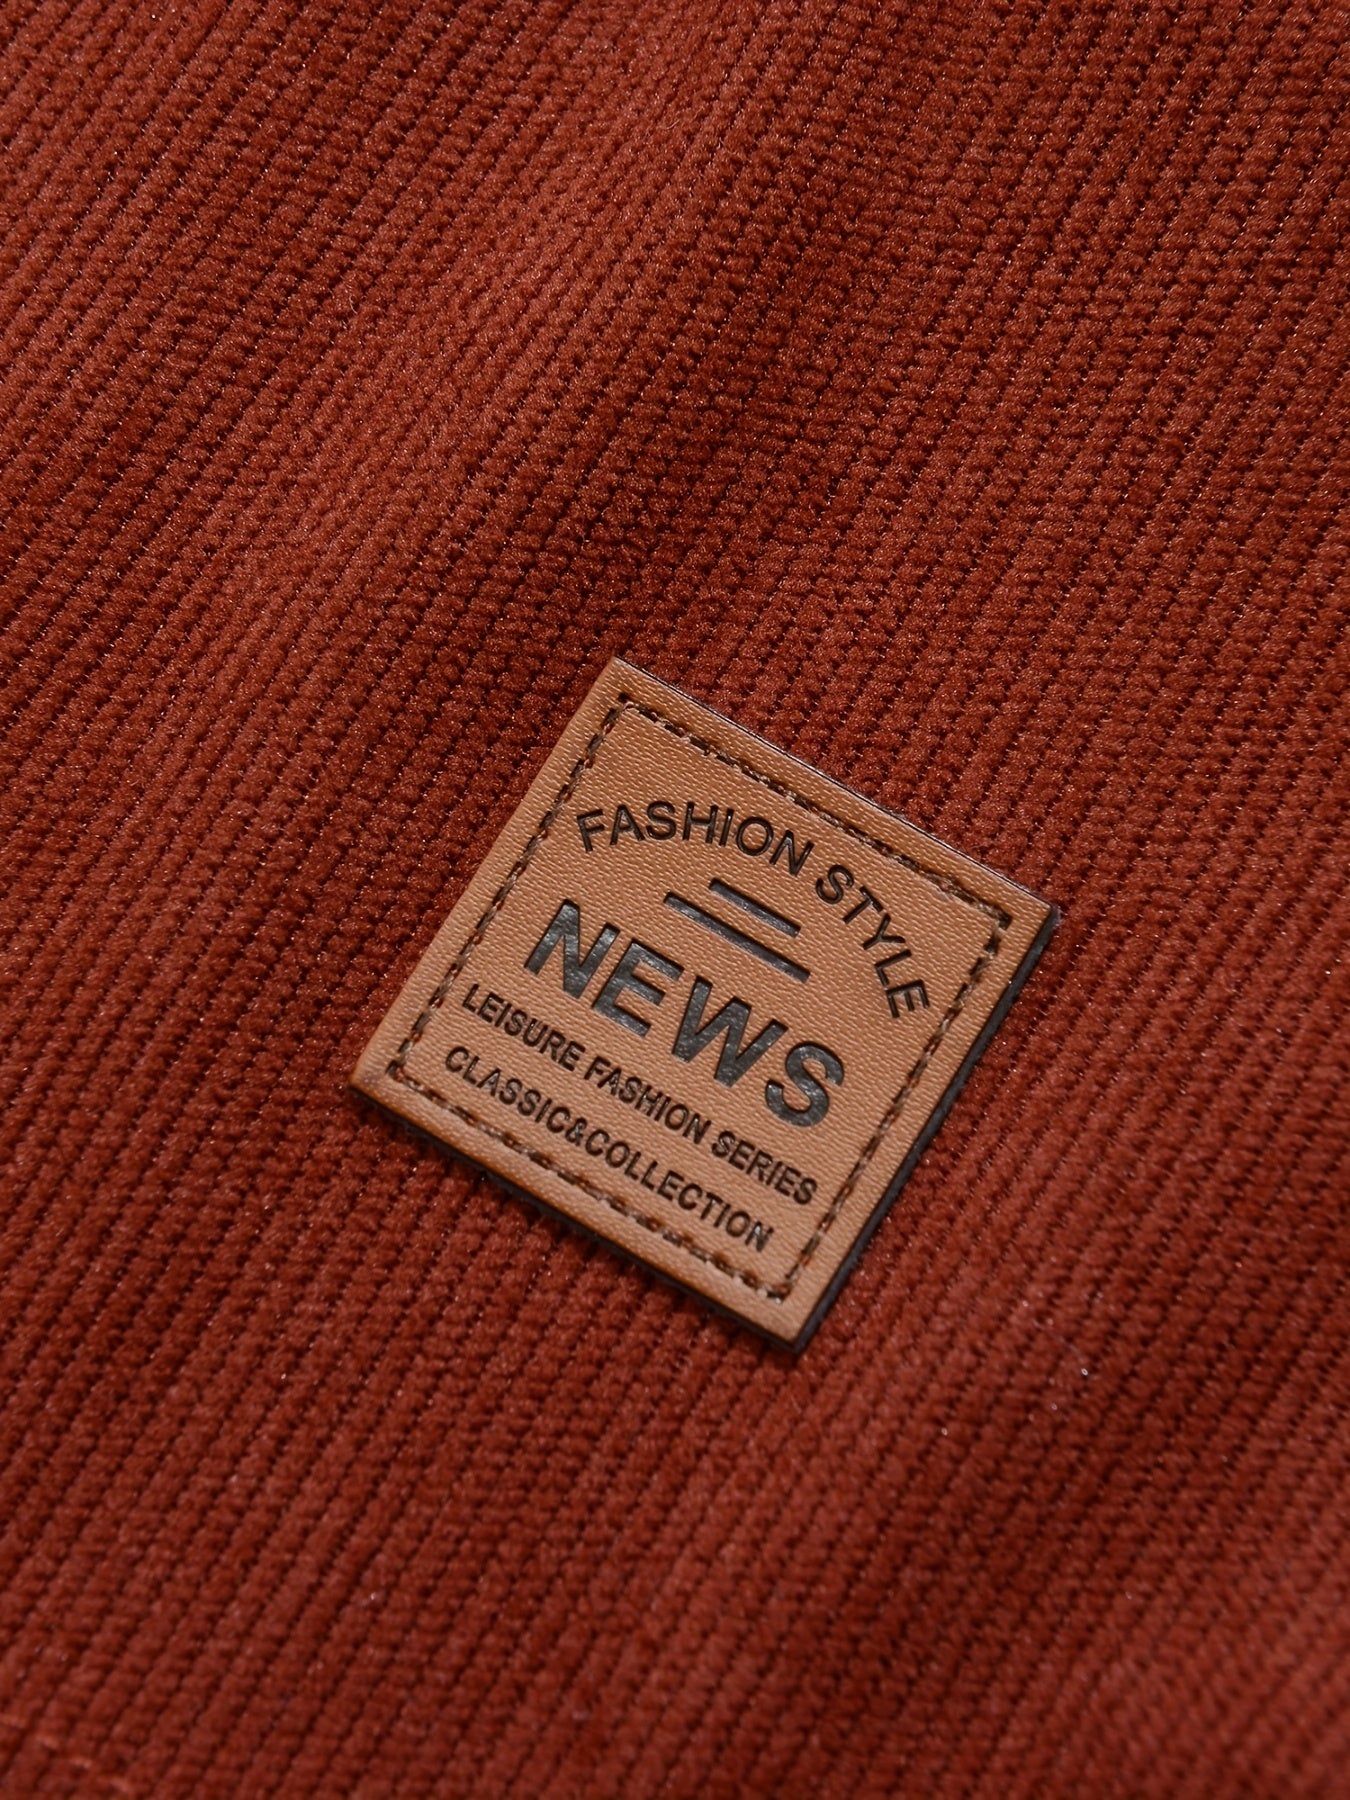 FASHION STYLE
NEWS
LEISURE FASHION SERIES
CLASSIC&COLLECTION